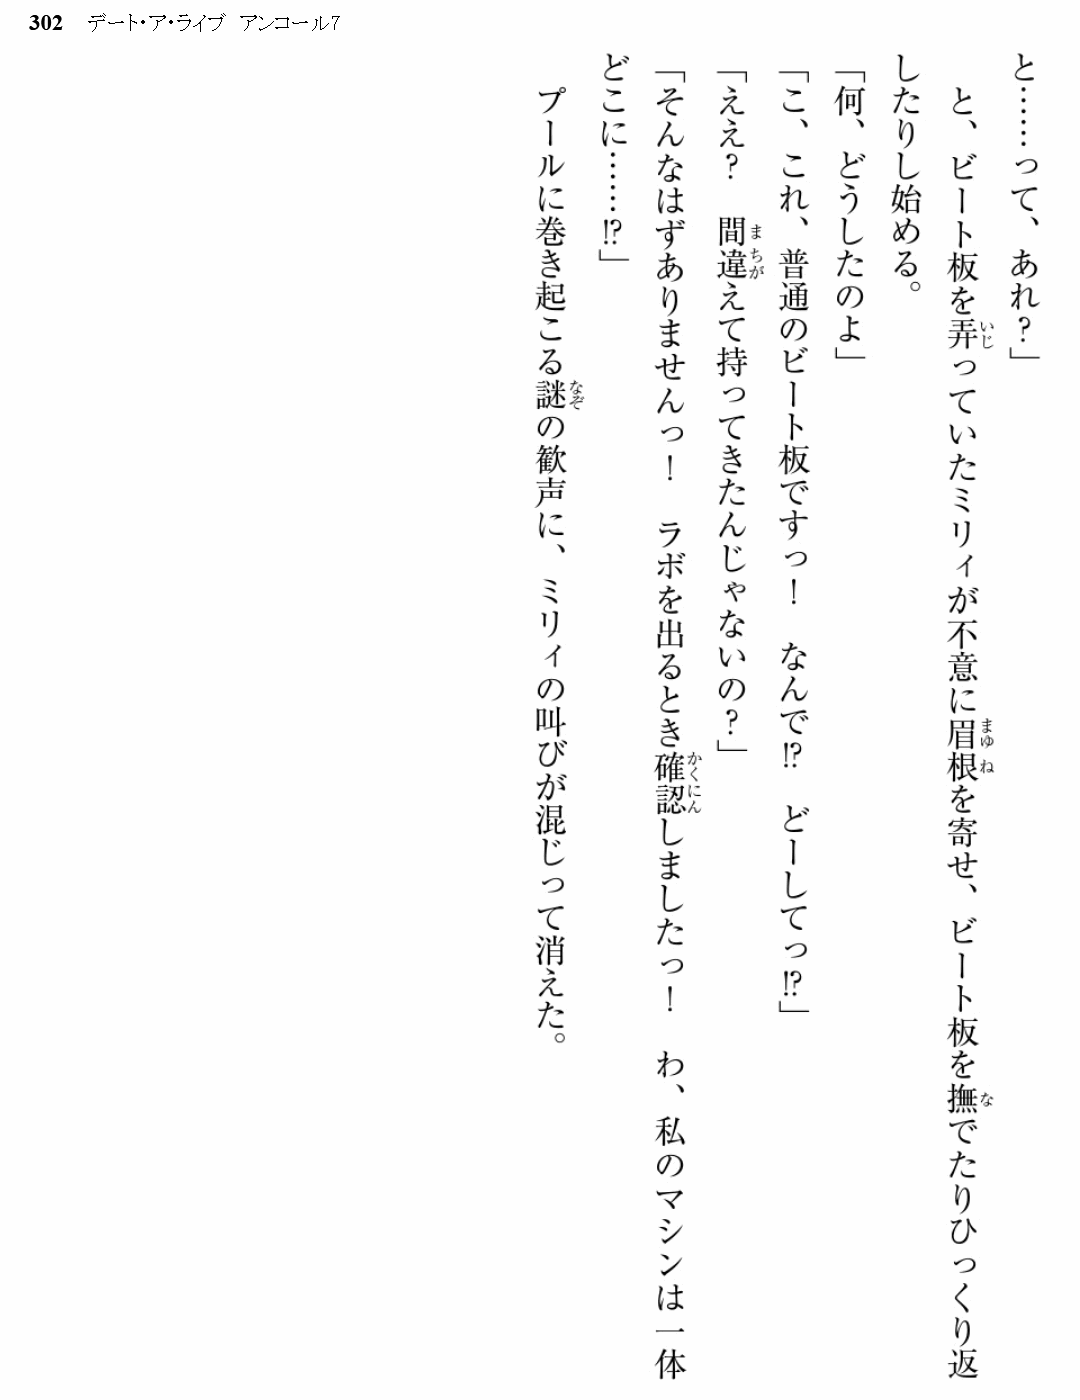 302 デート・ア・ライブ アンコール7
と……って、あれ？」
　と、ビート板を弄っていたミリィが不意に眉根を寄せ、ビート板を撫でたりひっくり返
したりし始める。
「何、どうしたのよ」
「こ、これ、普通のビート板ですっ！　なんで⁉　どーしてっ⁉」
「ええ？　間違えて持ってきたんじゃないの？」
「そんなはずありませんっ！　ラボを出るとき確認しましたっ！　わ、私のマシンは一体
どこに……⁉」
　プールに巻き起こる謎の歓声に、ミリィの叫びが混じって消えた。